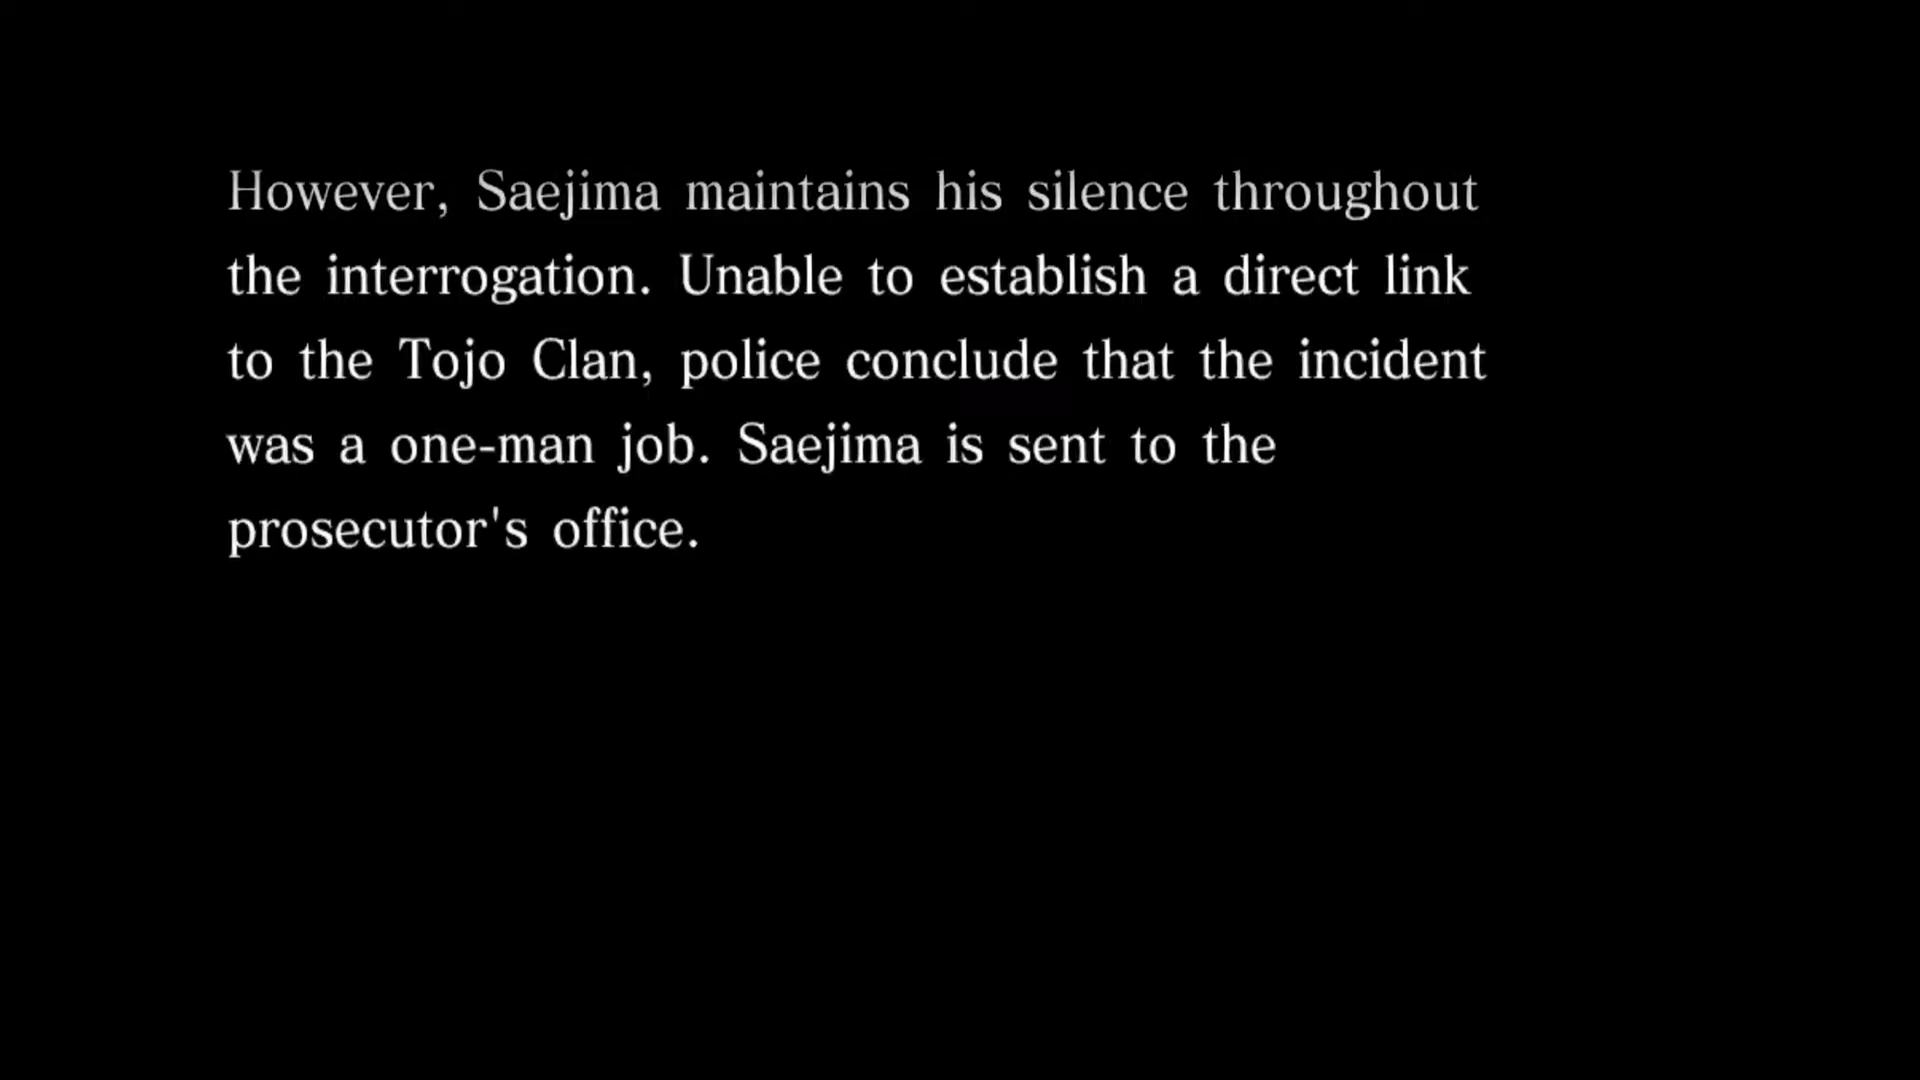 However, Saejima maintains his silence throughout
the interrogation. Unable to establish a direct link
to the Tojo Clan, police conclude that the incident
was a one-man job. Saejima is sent to the
prosecutor's office.